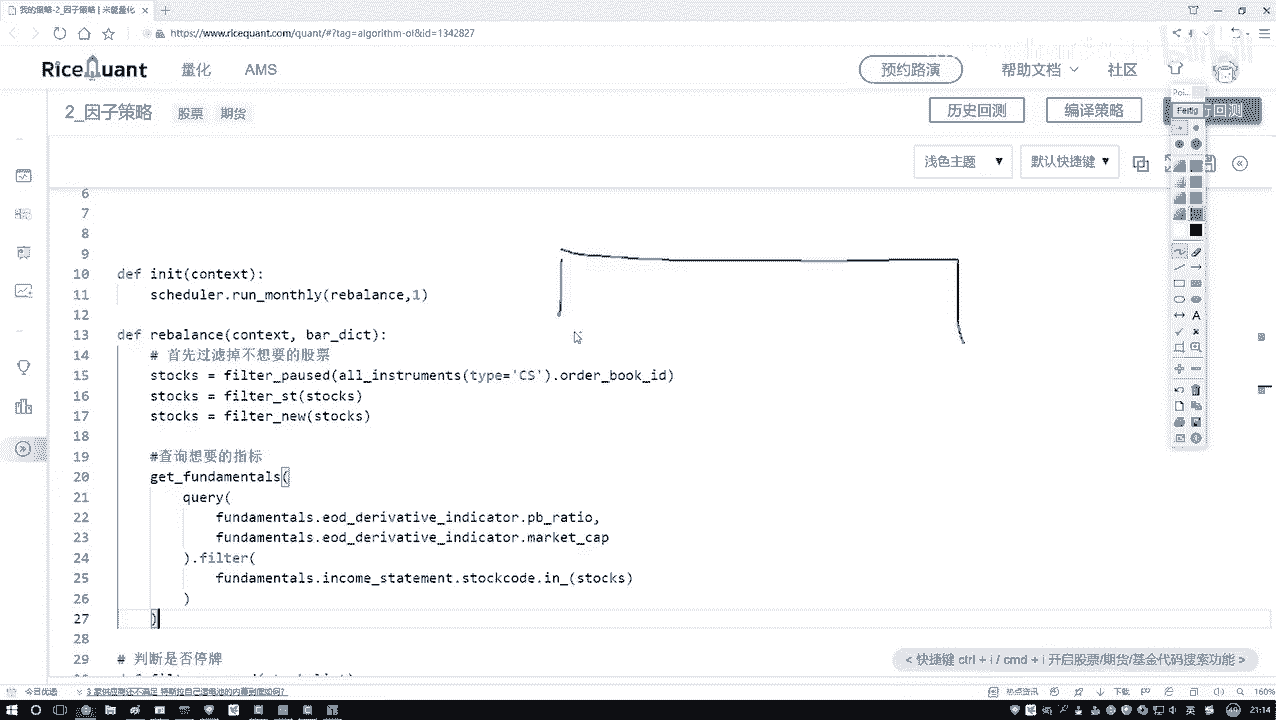 我的策略-2_因子策略 | 米筐量化
https://www.ricequant.com/quant/#?tag=algorithm-ol&id=1342827
RiceQuant 量化 AMS 预约路演 帮助文档 社区
2_因子策略 股票 期货 历史回测 编译策略 行回测
Fertig
浅色主题 默认快捷键
6
7
8
9
10 def init(context):
11 scheduler.run_monthly(rebalance,1)
12
13 def rebalance(context, bar_dict):
14 # 首先过滤掉不想要的股票
15 stocks = filter_paused(all_instruments(type='CS').order_book_id)
16 stocks = filter_st(stocks)
17 stocks = filter_new(stocks)
18
19 #查询想要的指标
20 get_fundamentals(
21 query(
22 fundamentals.eod_derivative_indicator.pb_ratio,
23 fundamentals.eod_derivative_indicator.market_cap
24 ).filter(
25 fundamentals.income_statement.stockcode.in_(stocks)
26 )
27 )
28
29 # 判断是否停牌
< 快捷键 ctrl + i / cmd + i 开启股票/期货/基金代码搜索功能 >
今日优选 热点资讯 下载 160%
英 21:14